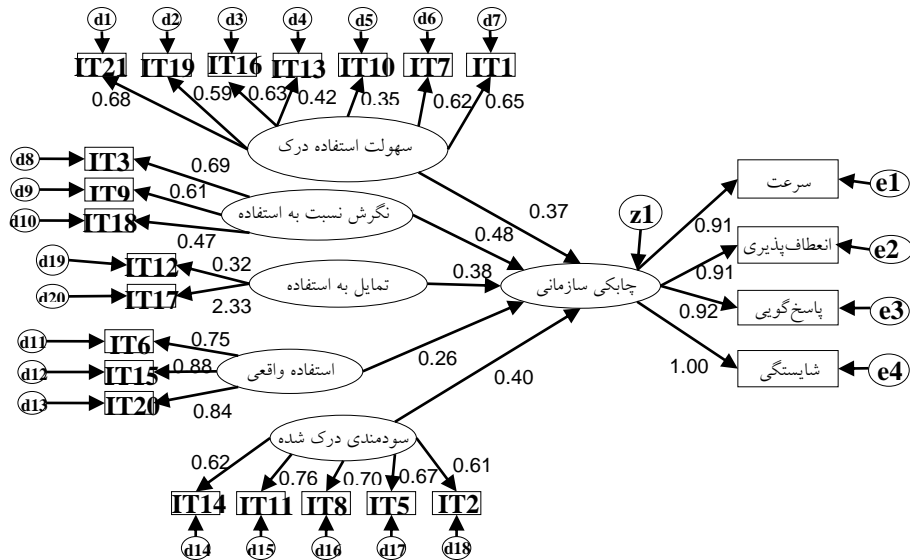 d1 d2 d3 d4 d5 d6 d7
IT21 IT19 IT16 IT13 IT10 IT7 IT1
0.68 0.59 0.63 0.42 0.35 0.62 0.65
سهولت استفاده درک
d8 IT3 0.69
d9 IT9 0.61
d10 IT18 0.47
نگرش نسبت به استفاده
d19 IT12 0.32
d20 IT17 2.33
تمایل به استفاده
d11 IT6 0.75
d12 IT15 0.88
d13 IT20 0.84
استفاده واقعی
سودمندی درک شده
0.62 0.76 0.70 0.67 0.61
IT14 IT11 IT8 IT5 IT2
d14 d15 d16 d17 d18
0.37
0.48
0.38
0.26
0.40
z1
چابکی سازمانی
0.91 سرعت e1
0.91 انعطاف‌پذیری e2
0.92 پاسخ‌گویی e3
1.00 شایستگی e4